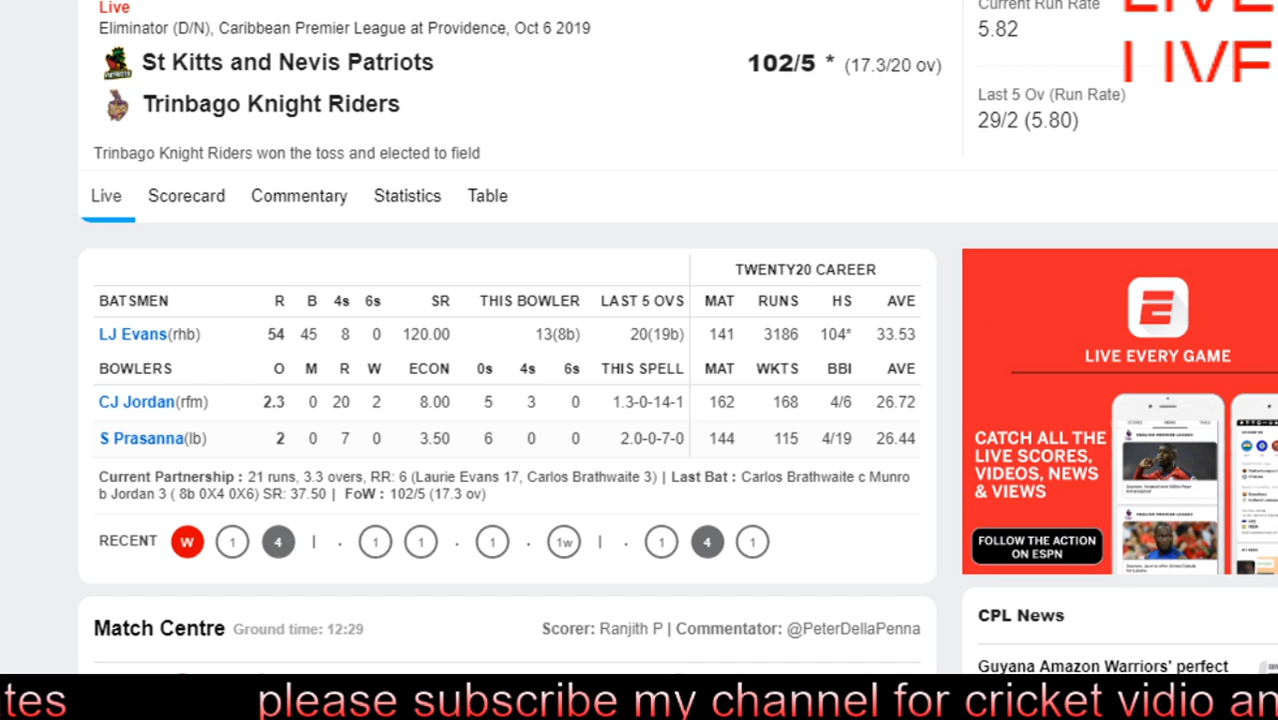 Live
Current Run Rate
LIVE
Eliminator (D/N), Caribbean Premier League at Providence, Oct 6 2019
5.82
St Kitts and Nevis Patriots 102/5 * (17.3/20 ov)
LIVE
Last 5 Ov (Run Rate)
Trinbago Knight Riders
29/2 (5.80)
Trinbago Knight Riders won the toss and elected to field
Live Scorecard Commentary Statistics Table
TWENTY20 CAREER
BATSMEN R B 4s 6s SR THIS BOWLER LAST 5 OVS MAT RUNS HS AVE
LJ Evans(rhb) 54 45 8 0 120.00 13(8b) 20(19b) 141 3186 104* 33.53
BOWLERS O M R W ECON 0s 4s 6s THIS SPELL MAT WKTS BBI AVE
CJ Jordan(rfm) 2.3 0 20 2 8.00 5 3 0 1.3-0-14-1 162 168 4/6 26.72
S Prasanna(lb) 2 0 7 0 3.50 6 0 0 2.0-0-7-0 144 115 4/19 26.44
Current Partnership : 21 runs, 3.3 overs, RR: 6 (Laurie Evans 17, Carlos Brathwaite 3) | Last Bat : Carlos Brathwaite c Munro
b Jordan 3 ( 8b 0X4 0X6) SR: 37.50 | FoW : 102/5 (17.3 ov)
RECENT W 1 4 | . 1 1 . 1 . 1w | . 1 4 1
LIVE EVERY GAME
CATCH ALL THE
LIVE SCORES,
VIDEOS, NEWS
& VIEWS
FOLLOW THE ACTION
ON ESPN
Match Centre Ground time: 12:29 Scorer: Ranjith P | Commentator: @PeterDellaPenna
CPL News
Guyana Amazon Warriors' perfect
tes please subscribe my channel for cricket vidio an